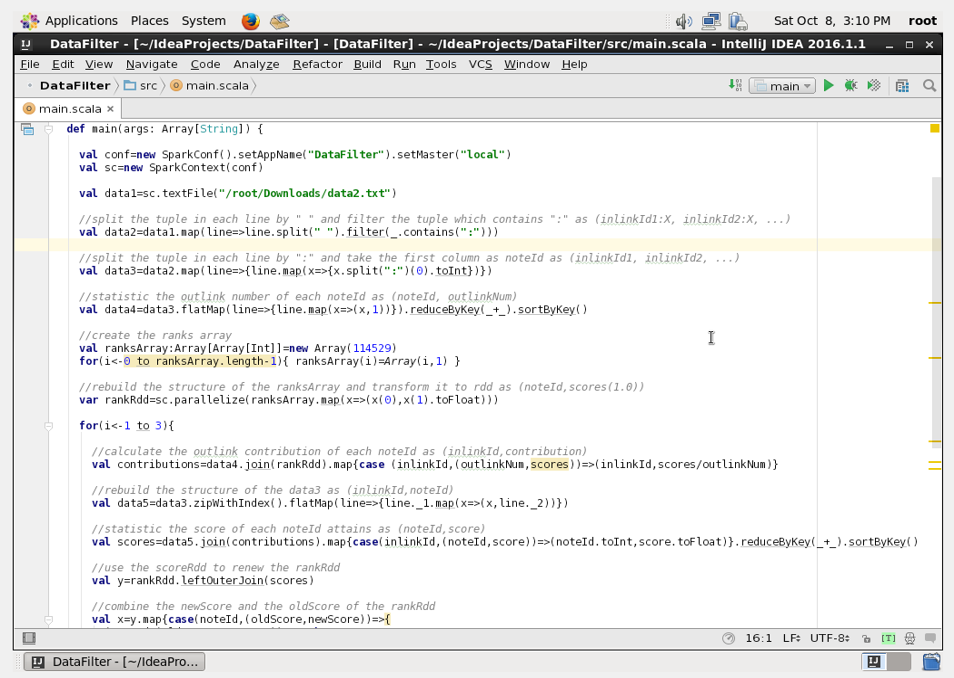 Applications Places System Sat Oct 8, 3:10 PM root
DataFilter - [~/IdeaProjects/DataFilter] - [DataFilter] - ~/IdeaProjects/DataFilter/src/main.scala - IntelliJ IDEA 2016.1.1
File Edit View Navigate Code Analyze Refactor Build Run Tools VCS Window Help
DataFilter src main.scala main
main.scala
def main(args: Array[String]) {
val conf=new SparkConf().setAppName("DataFilter").setMaster("local")
val sc=new SparkContext(conf)
val data1=sc.textFile("/root/Downloads/data2.txt")
//split the tuple in each line by " " and filter the tuple which contains ":" as (inlinkId1:X, inlinkId2:X, ...)
val data2=data1.map(line=>line.split(" ").filter(_.contains(":")))
//split the tuple in each line by ":" and take the first column as noteId as (inlinkId1, inlinkId2, ...)
val data3=data2.map(line=>{line.map(x=>{x.split(":")(0).toInt})})
//statistic the outlink number of each noteId as (noteId, outlinkNum)
val data4=data3.flatMap(line=>{line.map(x=>(x,1))}).reduceByKey(_+_).sortByKey()
//create the ranks array
val ranksArray:Array[Array[Int]]=new Array(114529)
for(i<-0 to ranksArray.length-1){ ranksArray(i)=Array(i,1) }
//rebuild the structure of the ranksArray and transform it to rdd as (noteId,scores(1.0))
var rankRdd=sc.parallelize(ranksArray.map(x=>(x(0),x(1).toFloat)))
for(i<-1 to 3){
//calculate the outlink contribution of each noteId as (inlinkId,contribution)
val contributions=data4.join(rankRdd).map{case (inlinkId,(outlinkNum,scores))=>(inlinkId,scores/outlinkNum)}
//rebuild the structure of the data3 as (inlinkId,noteId)
val data5=data3.zipWithIndex().flatMap(line=>{line._1.map(x=>(x,line._2))})
//statistic the score of each noteId attains as (noteId,score)
val scores=data5.join(contributions).map{case(inlinkId,(noteId,score))=>(noteId.toInt,score.toFloat)}.reduceByKey(_+_).sortByKey()
//use the scoreRdd to renew the rankRdd
val y=rankRdd.leftOuterJoin(scores)
//combine the newScore and the oldScore of the rankRdd
val x=y.map{case(noteId,(oldScore,newScore))=>{
16:1 LF UTF-8 [T]
DataFilter - [~/IdeaPro...